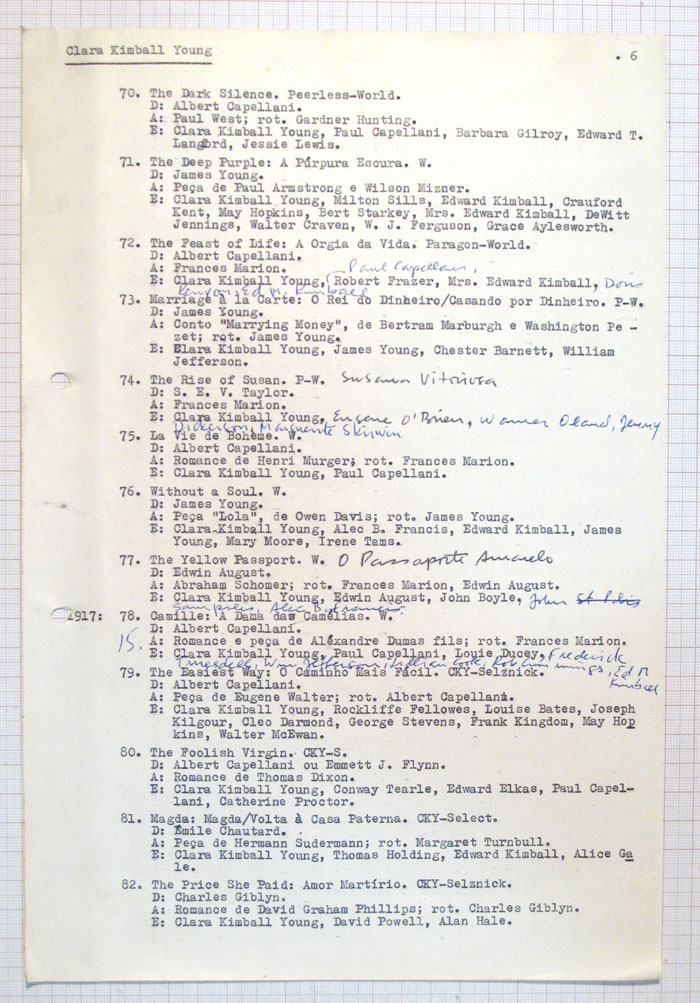 Clara Kimball Young
. 6
70. The Dark Silence. Peerless-World.
D: Albert Capellani.
A: Paul West; rot. Gardner Hunting.
E: Clara Kimball Young, Paul Capellani, Barbara Gilroy, Edward T.
Langford, Jessie Lewis.
71. The Deep Purple: A Púrpura Escura. W.
D: James Young.
A: Peça de Paul Armstrong e Wilson Mizner.
E: Clara Kimball Young, Milton Sills, Edward Kimball, Crauford
Kent, May Hopkins, Bert Starkey, Mrs. Edward Kimball, DeWitt
Jennings, Walter Craven, W. J. Ferguson, Grace Aylesworth.
72. The Feast of Life: A Orgia da Vida. Paragon-World.
D: Albert Capellani.
A: Frances Marion.
Paul Capellani,
E: Clara Kimball Young, Robert Frazer, Mrs. Edward Kimball, Doris
Kenyon, Ed M. Kimball
73. Marriage à la Carte: O Rei do Dinheiro/Casando por Dinheiro. P-W.
D: James Young.
A: Conto "Marrying Money", de Bertram Marburgh e Washington Pe-
zet; rot. James Young.
E: Clara Kimball Young, James Young, Chester Barnett, William
Jefferson.
74. The Rise of Susan. P-W. Susana Vitoriosa
D: S. E. V. Taylor.
A: Frances Marion.
E: Clara Kimball Young, Eugene O'Brien, Warner Oland, Jenny
Dickerson, Marguerite Skirwin
75. La Vie de Bohème. W.
D: Albert Capellani.
A: Romance de Henri Murger; rot. Frances Marion.
E: Clara Kimball Young, Paul Capellani.
76. Without a Soul. W.
D: James Young.
A: Peça "Lola", de Owen Davis; rot. James Young.
E: Clara Kimball Young, Alec B. Francis, Edward Kimball, James
Young, Mary Moore, Irene Tams.
77. The Yellow Passport. W. O Passaporte Amarelo
D: Edwin August.
A: Abraham Schomer; rot. Frances Marion, Edwin August.
E: Clara Kimball Young, Edwin August, John Boyle, John St Polis
Sampolis, Alec B. Francis.
1917: 78. Camille: A Dama das Camélias. W.
D: Albert Capellani.
15. A: Romance e peça de Aléxandre Dumas fils; rot. Frances Marion.
E: Clara Kimball Young, Paul Capellani, Louise Ducey, Frederick
Truesdell, Wm Jefferson, Lillian Cook, Rob Cummings, Ed M
Kimball
79. The Easiest Way: O Caminho Mais Fácil. CKY-Selznick.
D: Albert Capellani.
A: Peça de Eugene Walter; rot. Albert Capellani.
E: Clara Kimball Young, Rockliffe Fellowes, Louise Bates, Joseph
Kilgour, Cleo Darmond, George Stevens, Frank Kingdom, May Hop
kins, Walter McEwan.
80. The Foolish Virgin. CKY-S.
D: Albert Capellani ou Emmett J. Flynn.
A: Romance de Thomas Dixon.
E: Clara Kimball Young, Conway Tearle, Edward Elkas, Paul Capel-
lani, Catherine Proctor.
81. Magda: Magda/Volta à Casa Paterna. CKY-Select.
D: Émile Chautard.
A: Peça de Hermann Sudermann; rot. Margaret Turnbull.
E: Clara Kimball Young, Thomas Holding, Edward Kimball, Alice Ga
le.
82. The Price She Paid: Amor Martírio. CKY-Selznick.
D: Charles Giblyn.
A: Romance de David Graham Phillips; rot. Charles Giblyn.
E: Clara Kimball Young, David Powell, Alan Hale.